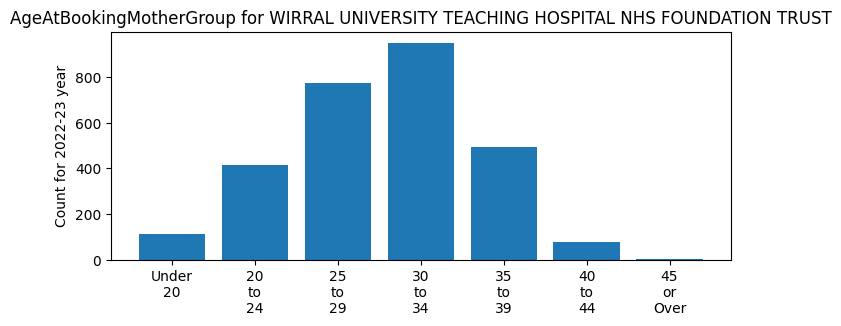 AgeAtBookingMotherGroup for WIRRAL UNIVERSITY TEACHING HOSPITAL NHS FOUNDATION TRUST
Count for 2022-23 year
800
600
400
200
0
Under
20
20
to
24
25
to
29
30
to
34
35
to
39
40
to
44
45
or
Over